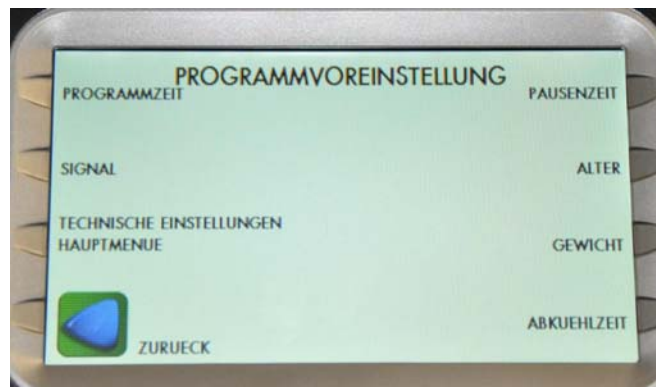 PROGRAMMVOREINSTELLUNG
PROGRAMMZEIT
PAUSENZEIT
SIGNAL
ALTER
TECHNISCHE EINSTELLUNGEN
HAUPTMENUE
GEWICHT
ABKUEHLZEIT
ZURUECK